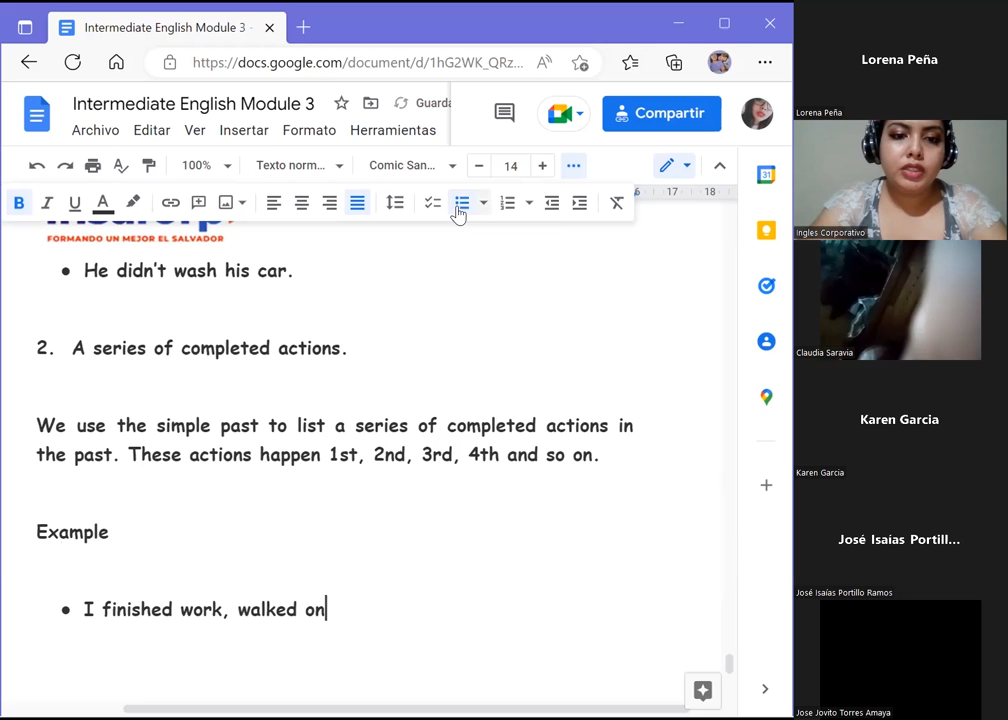 Intermediate English Module 3 -
https://docs.google.com/document/d/1hG2WK_QRz...
Intermediate English Module 3
Guarda
Archivo Editar Ver Insertar Formato Herramientas
Compartir
100% Texto norm... Comic San... 14
16 17 18
FORMANDO UN MEJOR EL SALVADOR
• He didn't wash his car.
2. A series of completed actions.
We use the simple past to list a series of completed actions in
the past. These actions happen 1st, 2nd, 3rd, 4th and so on.
Example
• I finished work, walked on
Lorena Peña
Lorena Peña
Ingles Corporativo
Claudia Saravia
Karen Garcia
Karen Garcia
José Isaías Portill...
José Isaías Portillo Ramos
Jose Jovito Torres Amaya